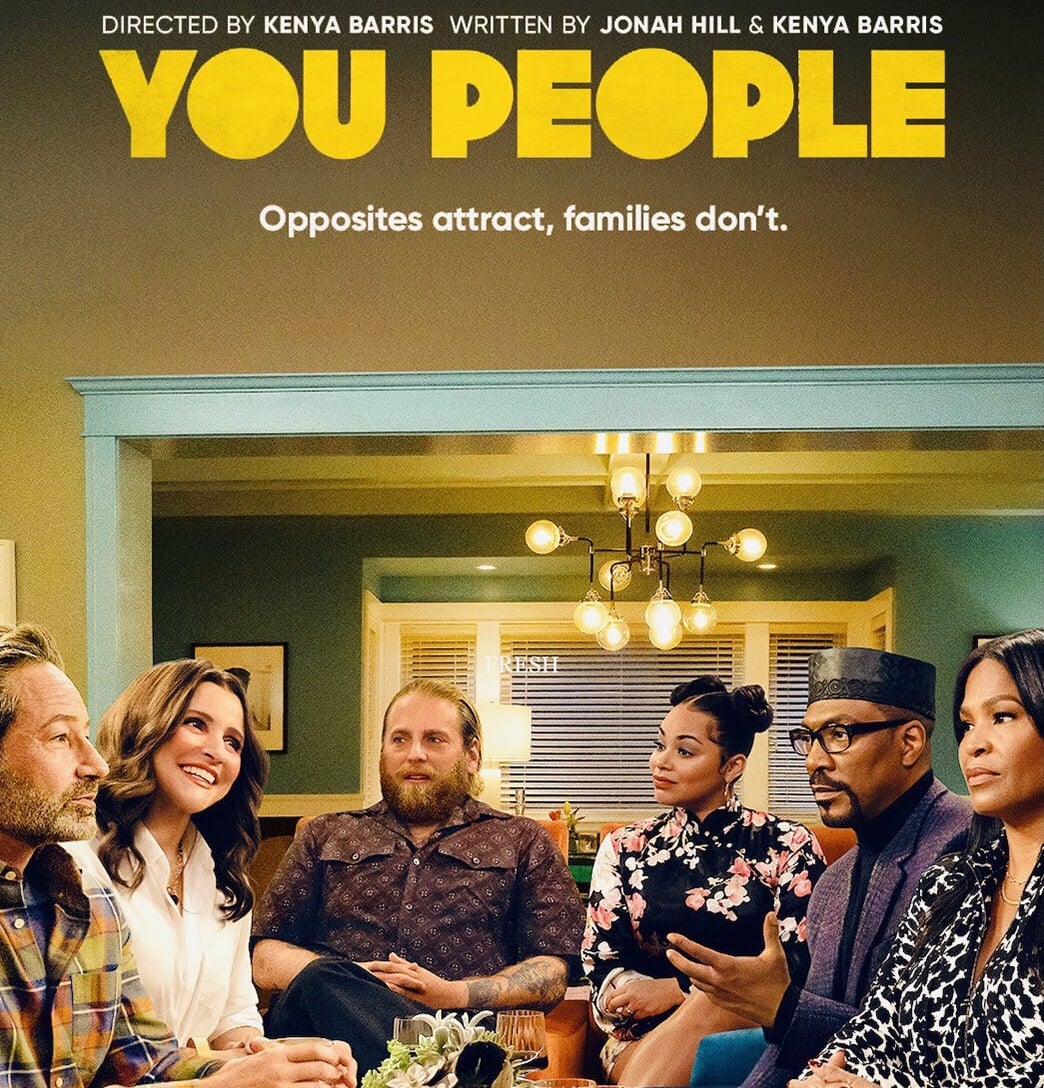 DIRECTED BY KENYA BARRIS WRITTEN BY JONAH HILL & KENYA BARRIS
YOU PEOPLE
Opposites attract, families don't.
FRESH